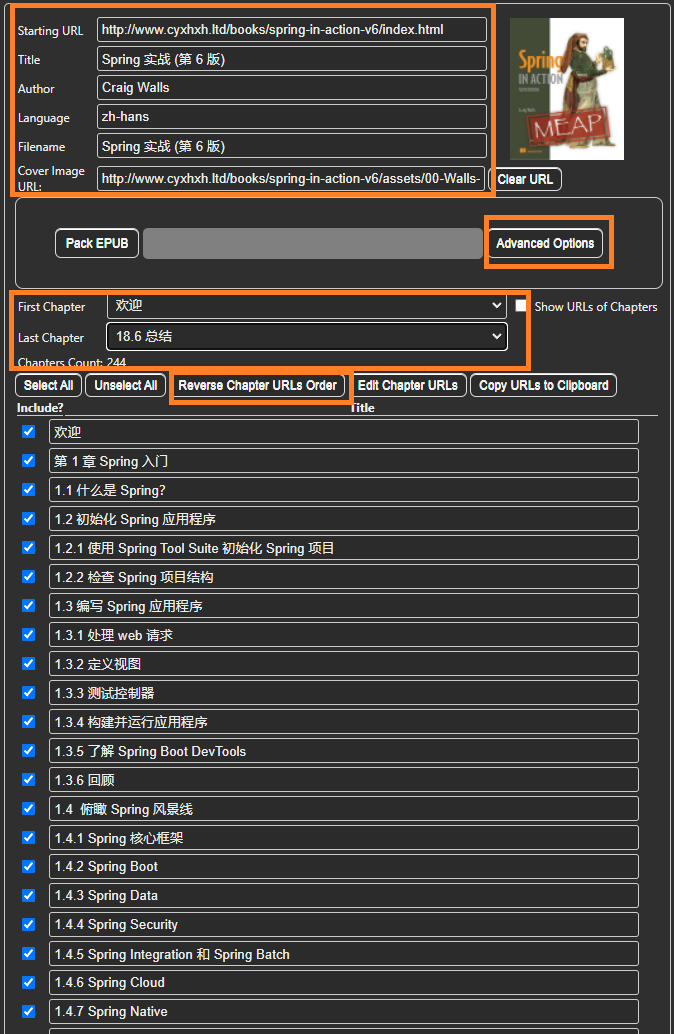 Starting URL http://www.cyxhxh.ltd/books/spring-in-action-v6/index.html
Title Spring 实战 (第 6 版)
Author Craig Walls
Language zh-hans
Filename Spring 实战 (第 6 版)
Cover Image URL: http://www.cyxhxh.ltd/books/spring-in-action-v6/assets/00-Walls- Clear URL
Spring
IN ACTION
MEAP
Pack EPUB Advanced Options
First Chapter 欢迎 Show URLs of Chapters
Last Chapter 18.6 总结
Chapters Count: 244
Select All Unselect All Reverse Chapter URLs Order Edit Chapter URLs Copy URLs to Clipboard
Include? Title
欢迎
第 1 章 Spring 入门
1.1 什么是 Spring?
1.2 初始化 Spring 应用程序
1.2.1 使用 Spring Tool Suite 初始化 Spring 项目
1.2.2 检查 Spring 项目结构
1.3 编写 Spring 应用程序
1.3.1 处理 web 请求
1.3.2 定义视图
1.3.3 测试控制器
1.3.4 构建并运行应用程序
1.3.5 了解 Spring Boot DevTools
1.3.6 回顾
1.4 俯瞰 Spring 风景线
1.4.1 Spring 核心框架
1.4.2 Spring Boot
1.4.3 Spring Data
1.4.4 Spring Security
1.4.5 Spring Integration 和 Spring Batch
1.4.6 Spring Cloud
1.4.7 Spring Native